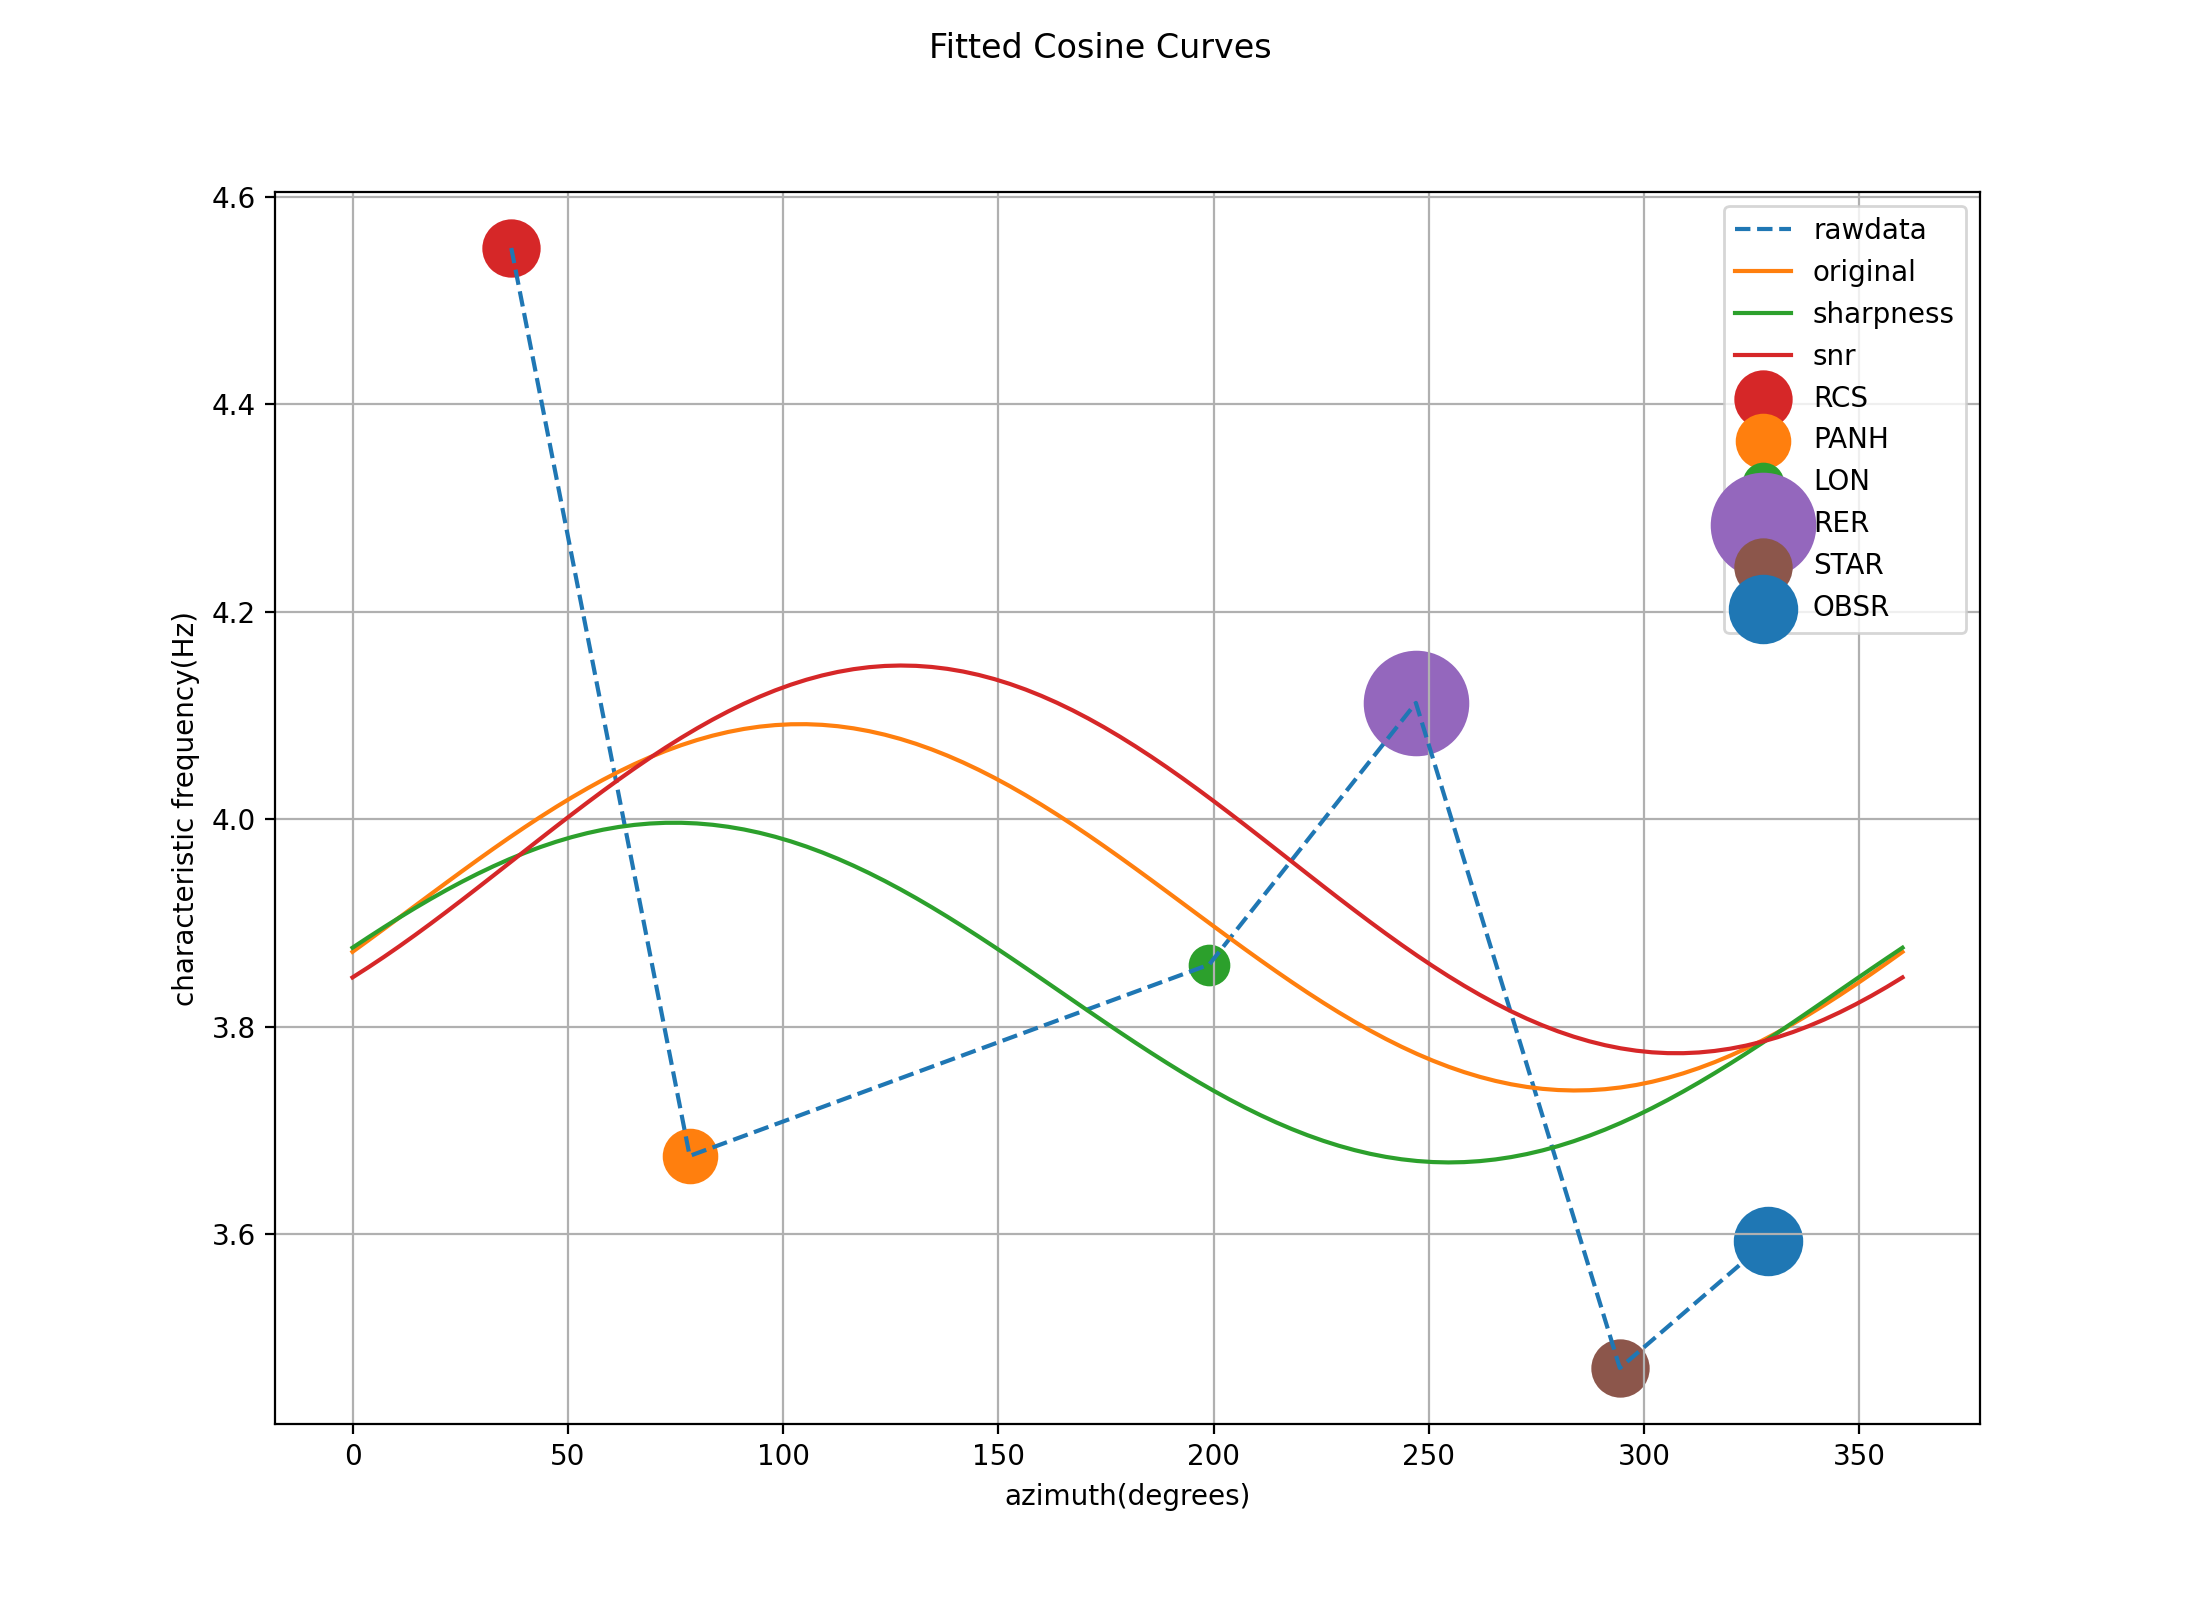 Fitted Cosine Curves
4.6
4.4
4.2
4.0
3.8
3.6
characteristic frequency(Hz)
0 50 100 150 200 250 300 350
azimuth(degrees)
rawdata
original
sharpness
snr
RCS
PANH
LON
RER
STAR
OBSR